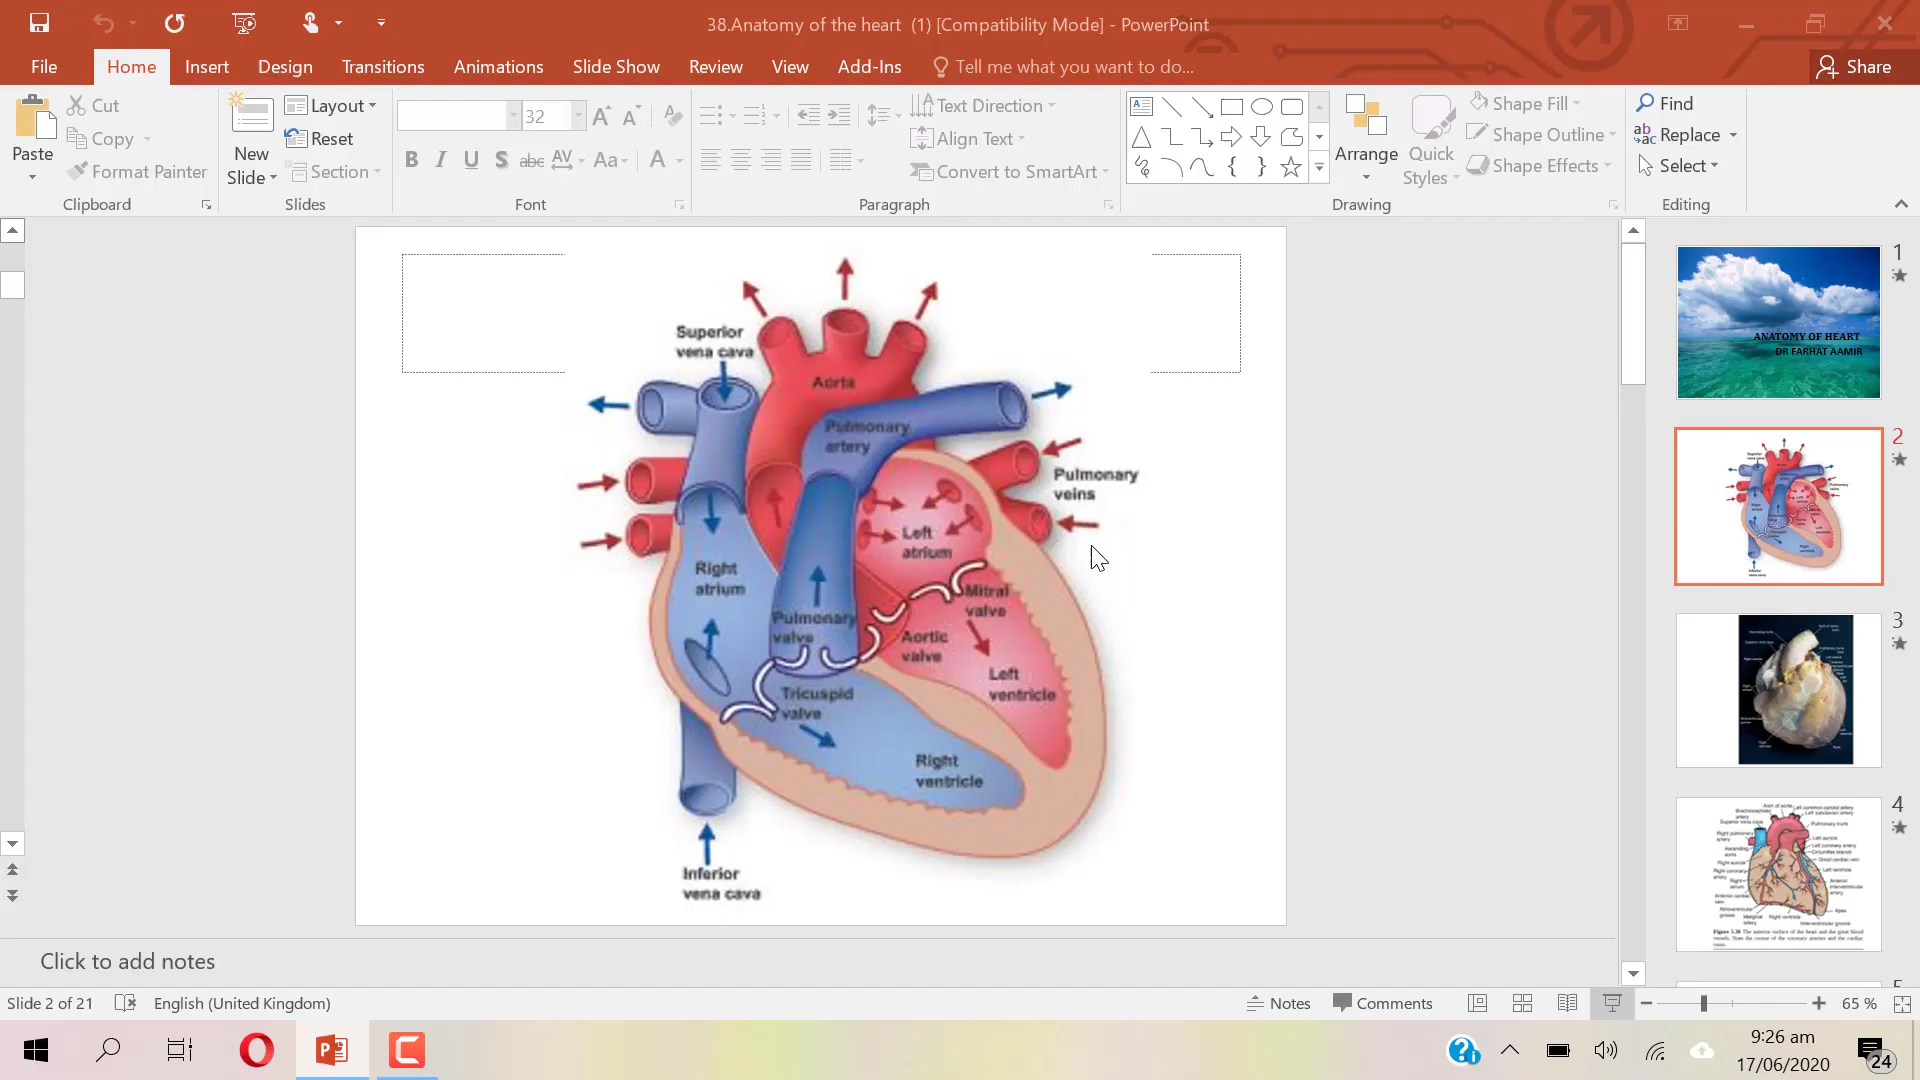 38.Anatomy of the heart (1) [Compatibility Mode] - PowerPoint
File Home Insert Design Transitions Animations Slide Show Review View Add-Ins Tell me what you want to do... Share
Paste
Cut
Copy
Format Painter
Clipboard
New
Slide
Layout
Reset
Section
Slides
32
B I U S abc AV Aa A
Font
Text Direction
Align Text
Convert to SmartArt
Paragraph
Arrange
Quick
Styles
Shape Fill
Shape Outline
Shape Effects
Drawing
Find
Replace
Select
Editing
Superior
vena cava
Aorta
Pulmonary
artery
Pulmonary
veins
Left
atrium
Right
atrium
Mitral
valve
Pulmonary
valve
Aortic
valve
Left
ventricle
Tricuspid
valve
Right
ventricle
Inferior
vena cava
1
ANATOMY OF HEART
DR FARHAT AAMIR
2
3
4
Click to add notes
Slide 2 of 21 English (United Kingdom) Notes Comments 65 %
9:26 am
17/06/2020
24